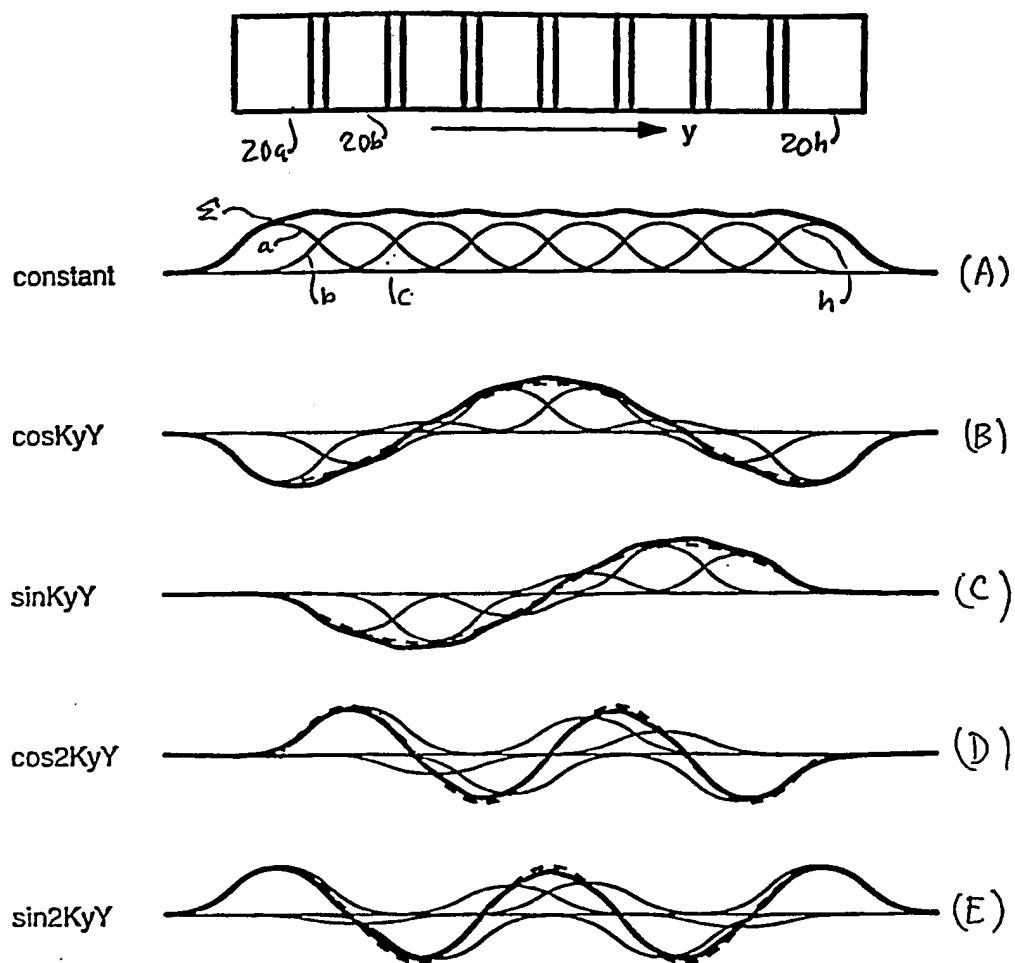 20a 20b y 20h
Σ
a
constant b c h (A)
cosKyY (B)
sinKyY (C)
cos2KyY (D)
sin2KyY (E)